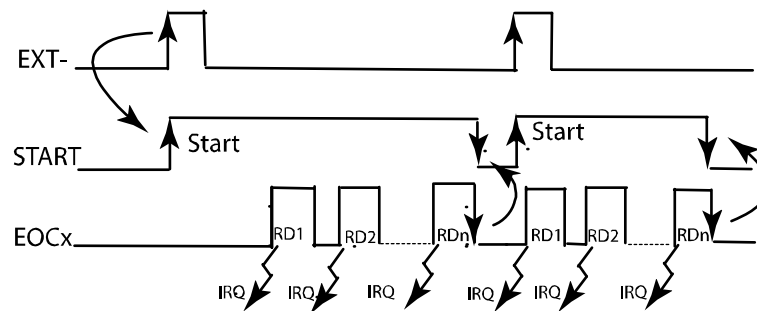 EXT-
START Start Start
EOCx RD1 RD2 RDn RD1 RD2 RDn
IRQ IRQ IRQ IRQ IRQ IRQ